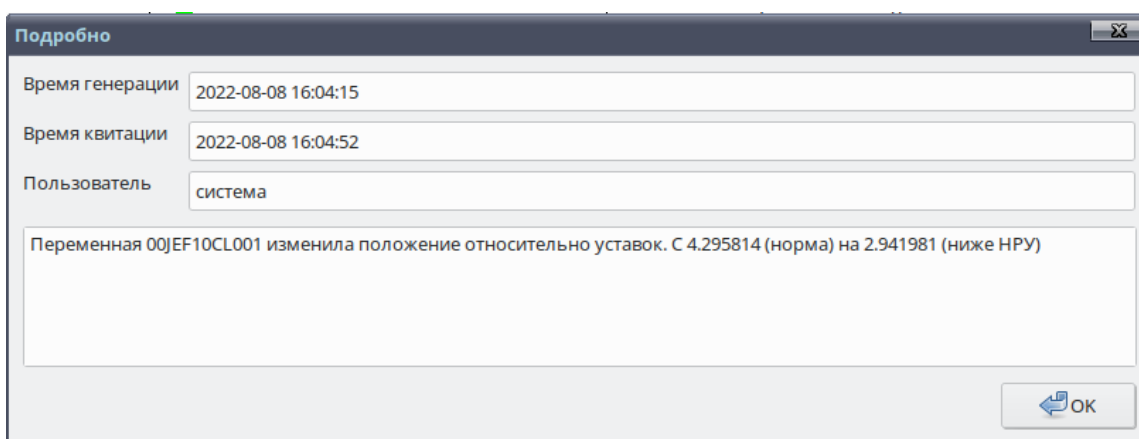 Подробно
Время генерации 2022-08-08 16:04:15
Время квитации 2022-08-08 16:04:52
Пользователь система
Переменная 00JEF10CL001 изменила положение относительно уставок. С 4.295814 (норма) на 2.941981 (ниже НРУ)
OK